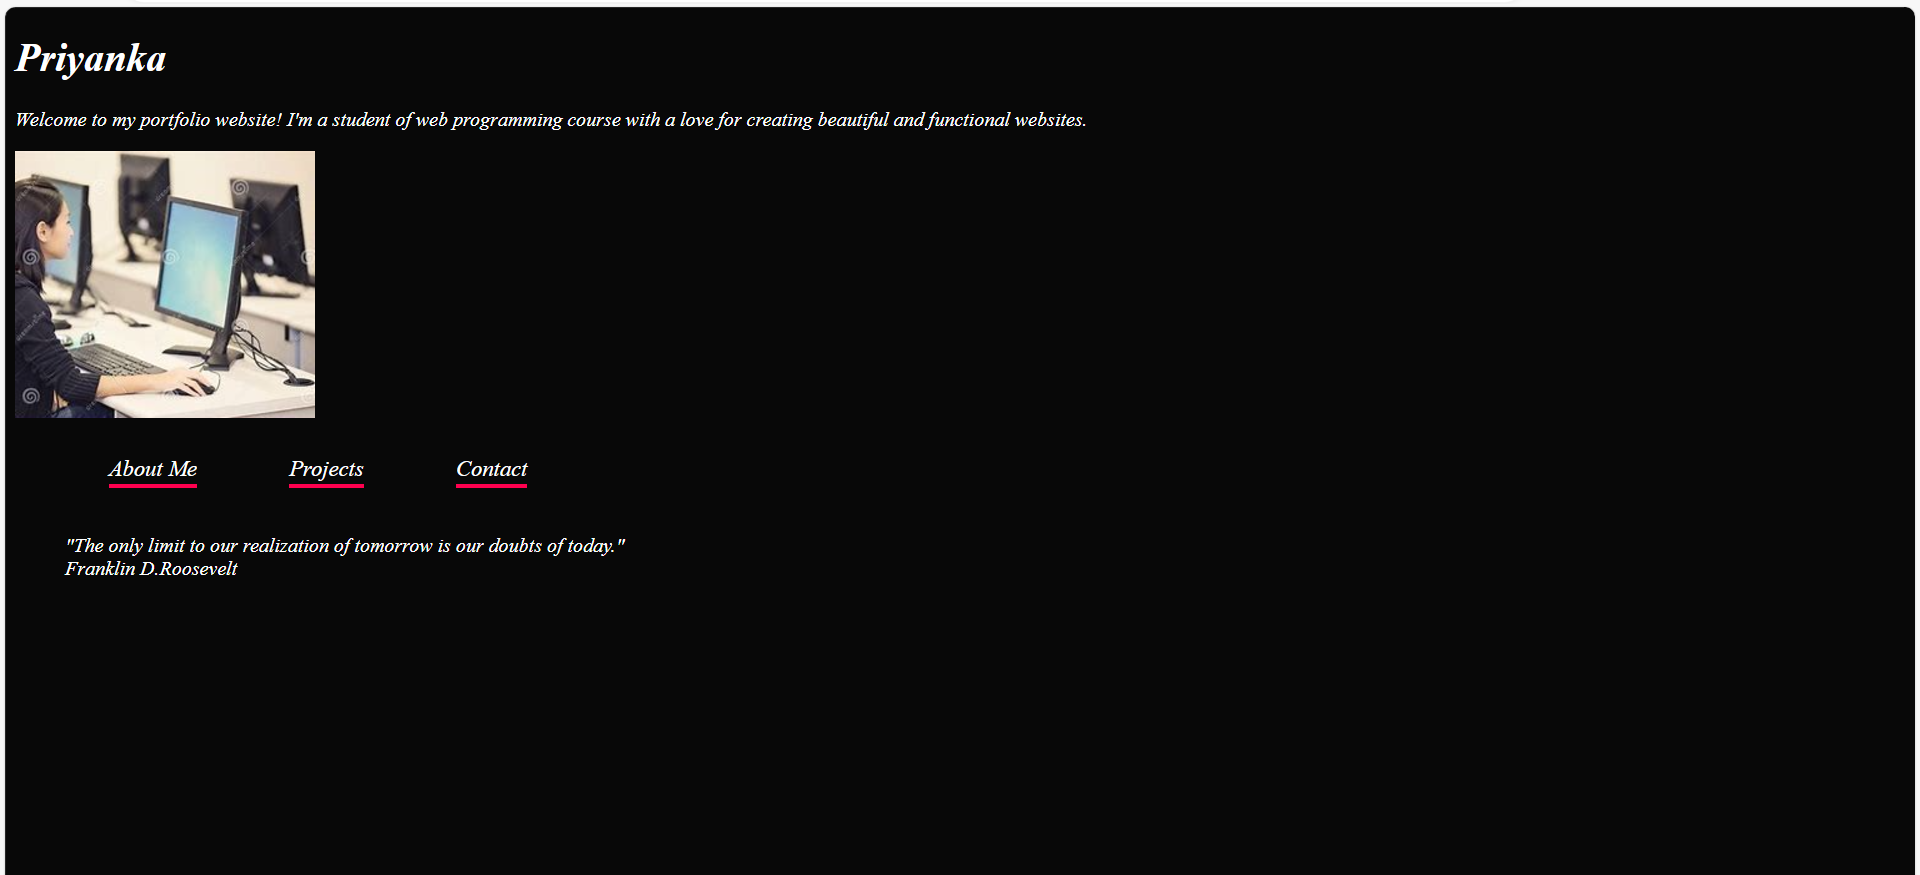 Priyanka
Welcome to my portfolio website! I'm a student of web programming course with a love for creating beautiful and functional websites.
About Me
Projects
Contact
"The only limit to our realization of tomorrow is our doubts of today."
Franklin D.Roosevelt